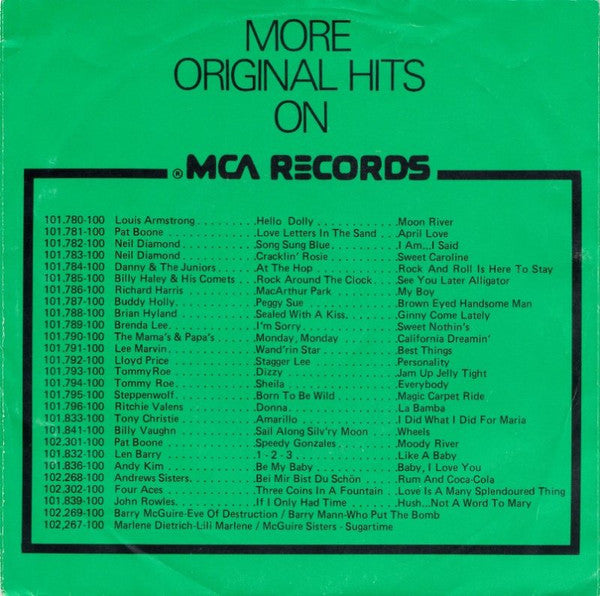 MORE
ORIGINAL HITS
ON
® MCA RECORDS
101.780-100 Louis Armstrong . . . . . . . . Hello Dolly . . . . . . . . . . . Moon River
101.781-100 Pat Boone . . . . . . . . Love Letters In The Sand . . . April Love
101.782-100 Neil Diamond . . . . . . . . Song Sung Blue . . . . . . . . I Am...I Said
101.783-100 Neil Diamond . . . . . . . . Cracklin' Rosie . . . . . . . . Sweet Caroline
101.784-100 Danny & The Juniors . . . . At The Hop . . . . . . . . Rock And Roll Is Here To Stay
101.785-100 Billy Haley & His Comets . . . Rock Around The Clock . . . See You Later Alligator
101.786-100 Richard Harris . . . . . . . . MacArthur Park . . . . . . . . My Boy
101.787-100 Buddy Holly . . . . . . . . Peggy Sue . . . . . . . . Brown Eyed Handsome Man
101.788-100 Brian Hyland . . . . . . . . Sealed With A Kiss . . . . . . . . Ginny Come Lately
101.789-100 Brenda Lee . . . . . . . . I'm Sorry . . . . . . . . Sweet Nothin's
101.790-100 The Mama's & Papa's . . . . Monday, Monday . . . . . . . . California Dreamin'
101.791-100 Lee Marvin . . . . . . . . Wand'rin Star . . . . . . . . Best Things
101.792-100 Lloyd Price . . . . . . . . Stagger Lee . . . . . . . . Personality
101.793-100 Tommy Roe . . . . . . . . Dizzy . . . . . . . . Jam Up Jelly Tight
101.794-100 Tommy Roe . . . . . . . . Sheila . . . . . . . . Everybody
101.795-100 Steppenwolf . . . . . . . . Born To Be Wild . . . . . . . . Magic Carpet Ride
101.796-100 Ritchie Valens . . . . . . . . Donna . . . . . . . . La Bamba
101.833-100 Tony Christie . . . . . . . . Amarillo . . . . . . . . I Did What I Did For Maria
101.841-100 Billy Vaughn . . . . . . . . Sail Along Silv'ry Moon . . . Wheels
102.301-100 Pat Boone . . . . . . . . Speedy Gonzales . . . . . . . . Moody River
101.832-100 Len Barry . . . . . . . . 1 - 2 - 3 . . . . . . . . Like A Baby
101.836-100 Andy Kim . . . . . . . . Be My Baby . . . . . . . . Baby, I Love You
102.268-100 Andrews Sisters . . . . . . . . Bei Mir Bist Du Schön . . . . Rum And Coca-Cola
102.302-100 Four Aces . . . . . . . . Three Coins In A Fountain . . Love Is A Many Splendoured Thing
101.839-100 John Rowles . . . . . . . . If I Only Had Time . . . . . . . . Hush...Not A Word To Mary
102.269-100 Barry McGuire-Eve Of Destruction / Barry Mann-Who Put The Bomb
102,267-100 Marlene Dietrich-Lili Marlene / McGuire Sisters - Sugartime